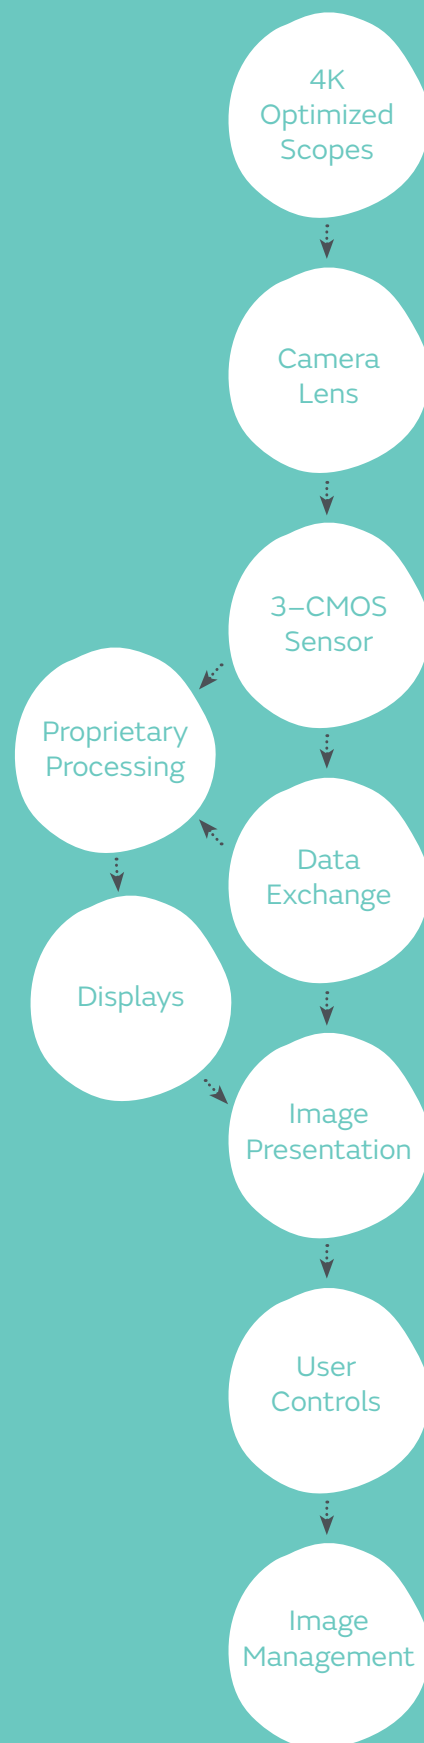 4K
Optimized
Scopes
Camera
Lens
3–CMOS
Sensor
Proprietary
Processing
Data
Exchange
Displays
Image
Presentation
User
Controls
Image
Management